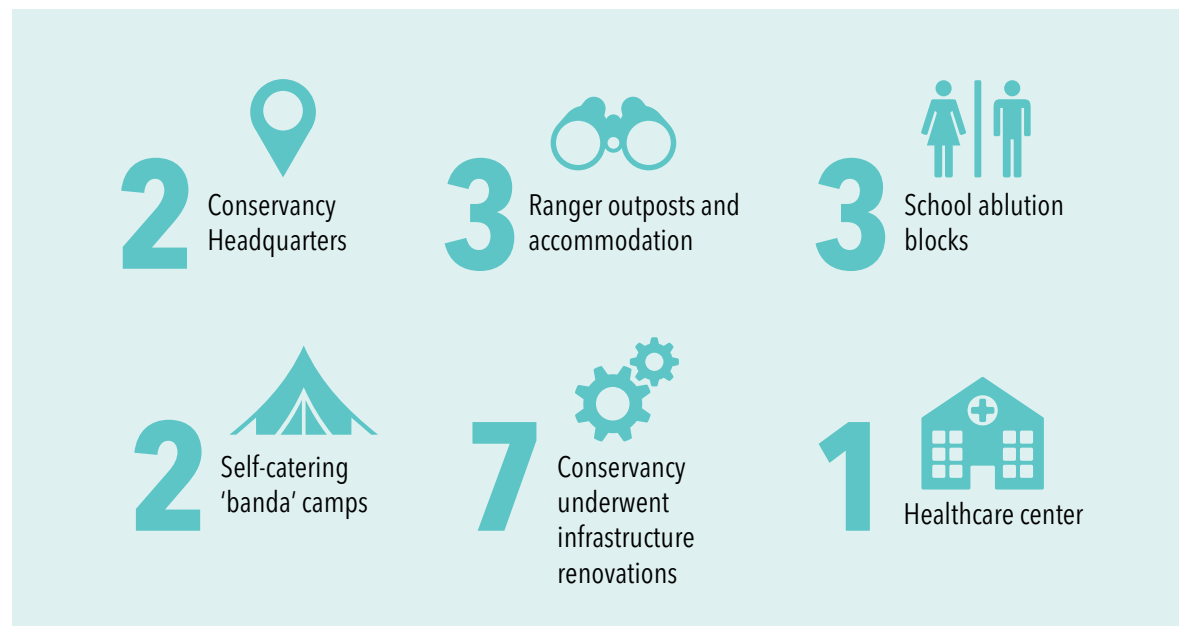 2
Conservancy
Headquarters
3
Ranger outposts and
accommodation
3
School ablution
blocks
2
Self-catering
‘banda’ camps
7
Conservancy
underwent
infrastructure
renovations
1
Healthcare center